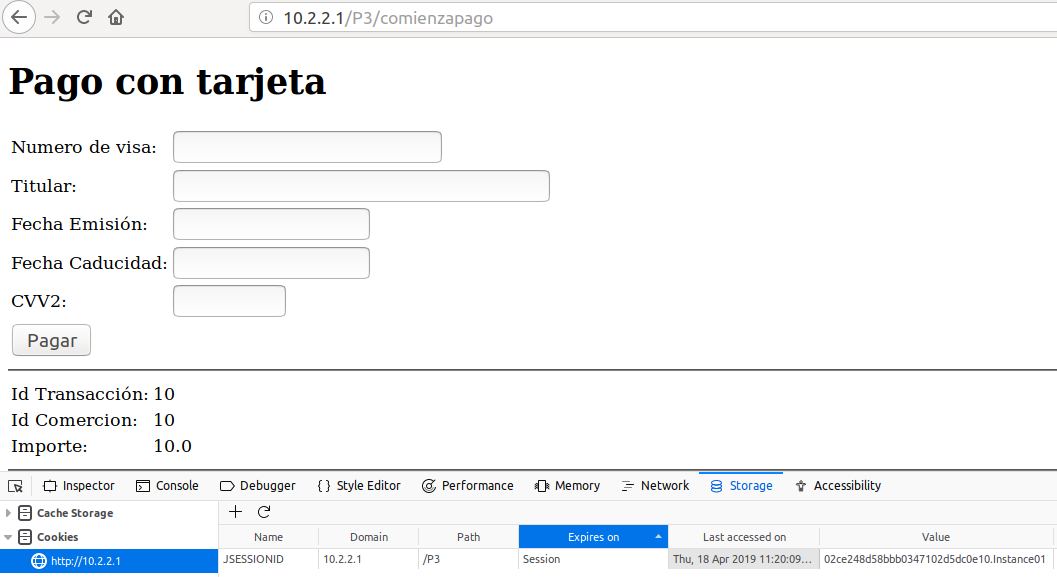 10.2.2.1/P3/comienzapago
Pago con tarjeta
Numero de visa:
Titular:
Fecha Emisión:
Fecha Caducidad:
CVV2:
Pagar
Id Transacción: 10
Id Comercion: 10
Importe: 10.0
Inspector Console Debugger {} Style Editor Performance Memory Network Storage Accessibility
Cache Storage
Cookies
http://10.2.2.1
Name Domain Path Expires on Last accessed on Value
JSESSIONID 10.2.2.1 /P3 Session Thu, 18 Apr 2019 11:20:09... 02ce248d58bbb0347102d5dc0e10.Instance01